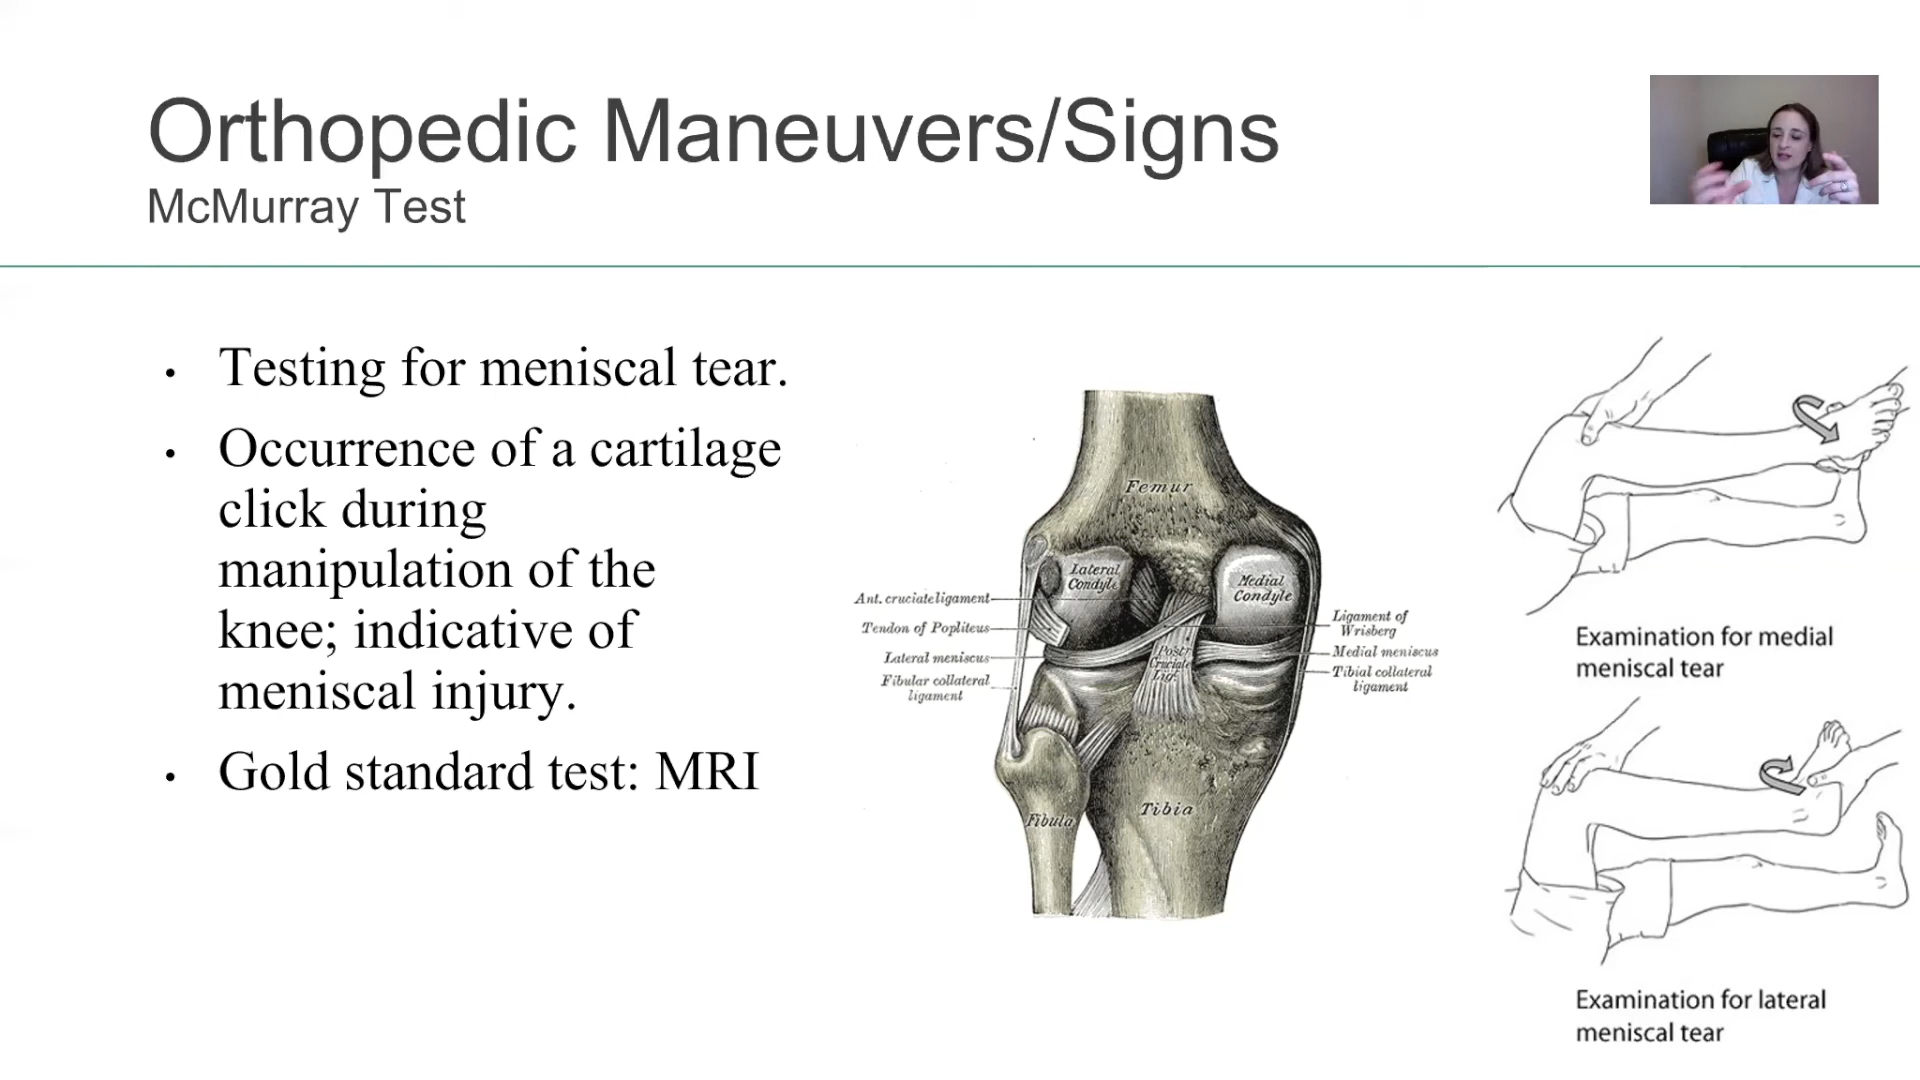 Orthopedic Maneuvers/Signs
McMurray Test
• Testing for meniscal tear.
• Occurrence of a cartilage
click during
manipulation of the
knee; indicative of
meniscal injury.
• Gold standard test: MRI
Femur
Lateral
Condyle
Medial
Condyle
Ant. cruciate ligament
Tendon of Popliteus
Lateral meniscus
Fibular collateral
ligament
Postr
Cruciate
Lig.
Ligament of
Wrisberg
Medial meniscus
Tibial collateral
ligament
Fibula
Tibia
Examination for medial
meniscal tear
Examination for lateral
meniscal tear